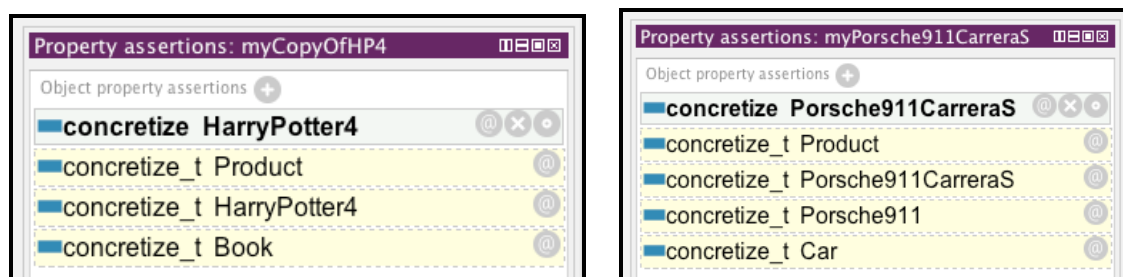 Property assertions: myCopyOfHP4
Object property assertions
concretize HarryPotter4
concretize_t Product
concretize_t HarryPotter4
concretize_t Book
Property assertions: myPorsche911CarreraS
Object property assertions
concretize Porsche911CarreraS
concretize_t Product
concretize_t Porsche911CarreraS
concretize_t Porsche911
concretize_t Car